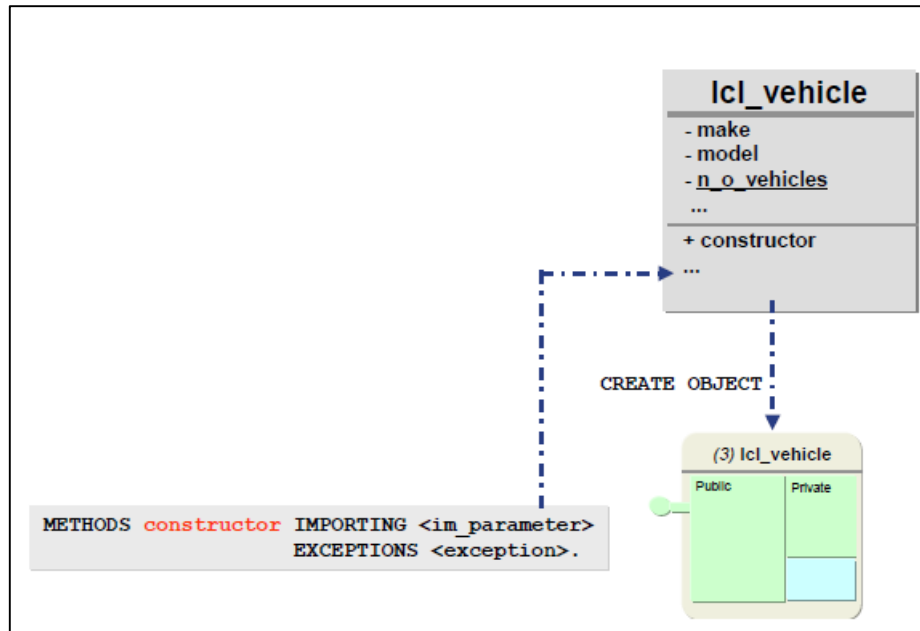 lcl_vehicle
- make
- model
- n_o_vehicles
...
+ constructor
...
CREATE OBJECT
(3) lcl_vehicle
Public Private
METHODS constructor IMPORTING <im_parameter>
EXCEPTIONS <exception>.